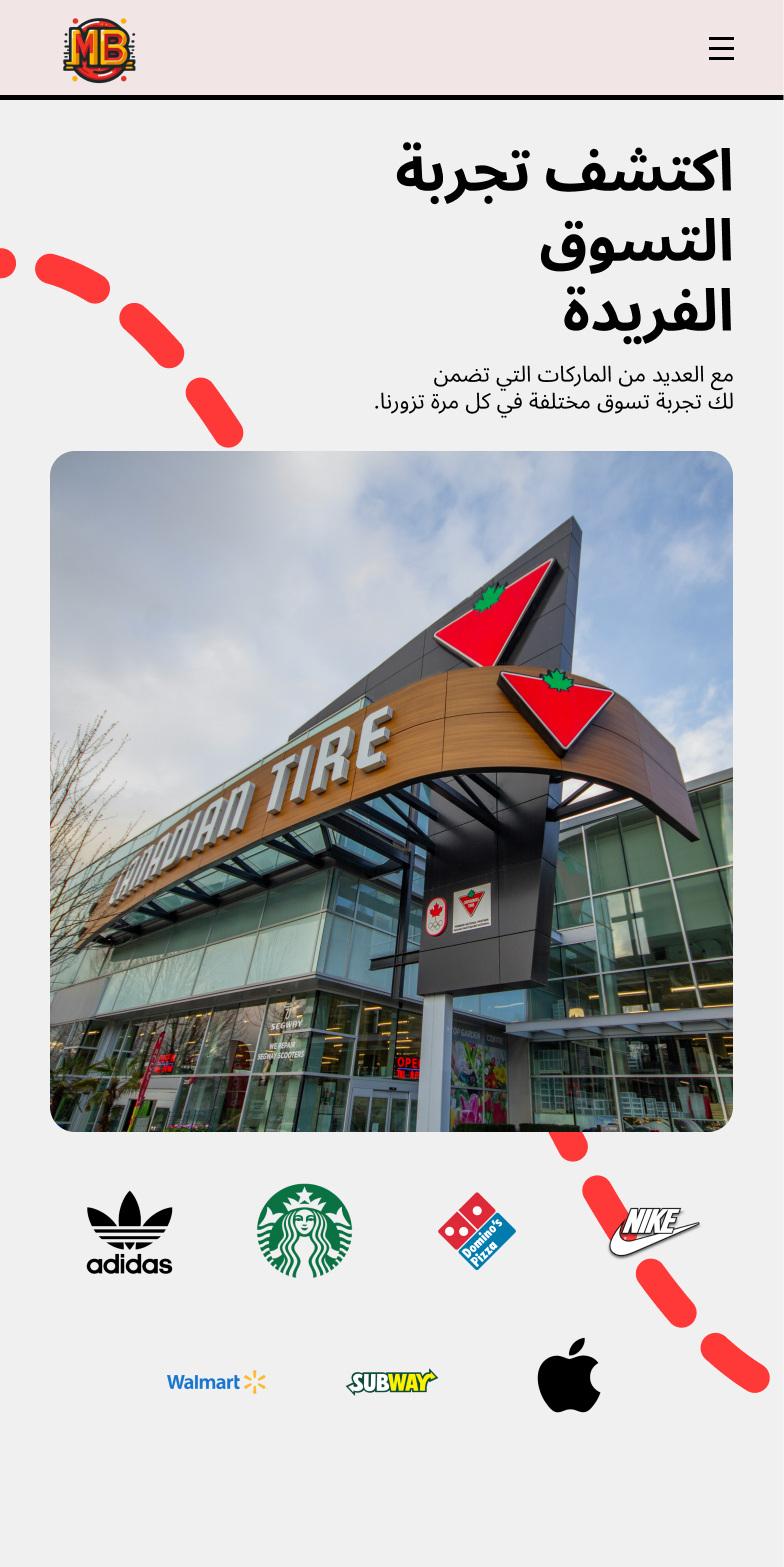 MB
اكتشف تجربة
التسوق
الفريدة
مع العديد من الماركات التي تضمن
لك تجربة تسوق مختلفة في كل مرة تزورنا.
CANADIAN TIRE
SEGWAY
WE REPAIR
SEGWAY SCOOTERS
OPEN
adidas
Domino's
Pizza
NIKE
Walmart
SUBWAY